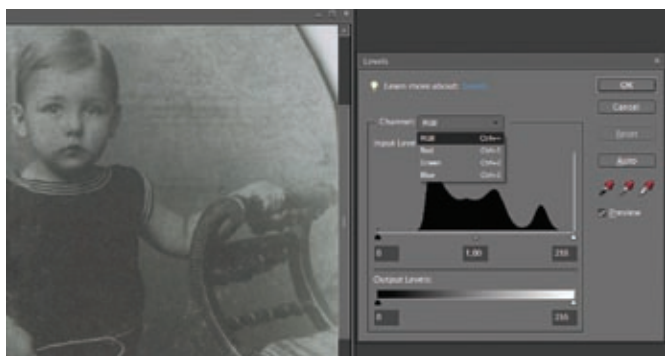 Levels
Learn more about: Levels
OK
Cancel
Reset
Auto
Preview
Channel: RGB
RGB
Red
Green
Blue
Input Leve
0 1.00 255
Output Levels:
0 255